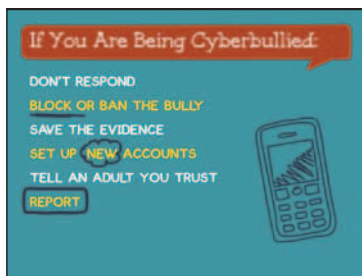 If You Are Being Cyberbullied:
DON'T RESPOND
BLOCK OR BAN THE BULLY
SAVE THE EVIDENCE
SET UP NEW ACCOUNTS
TELL AN ADULT YOU TRUST
REPORT